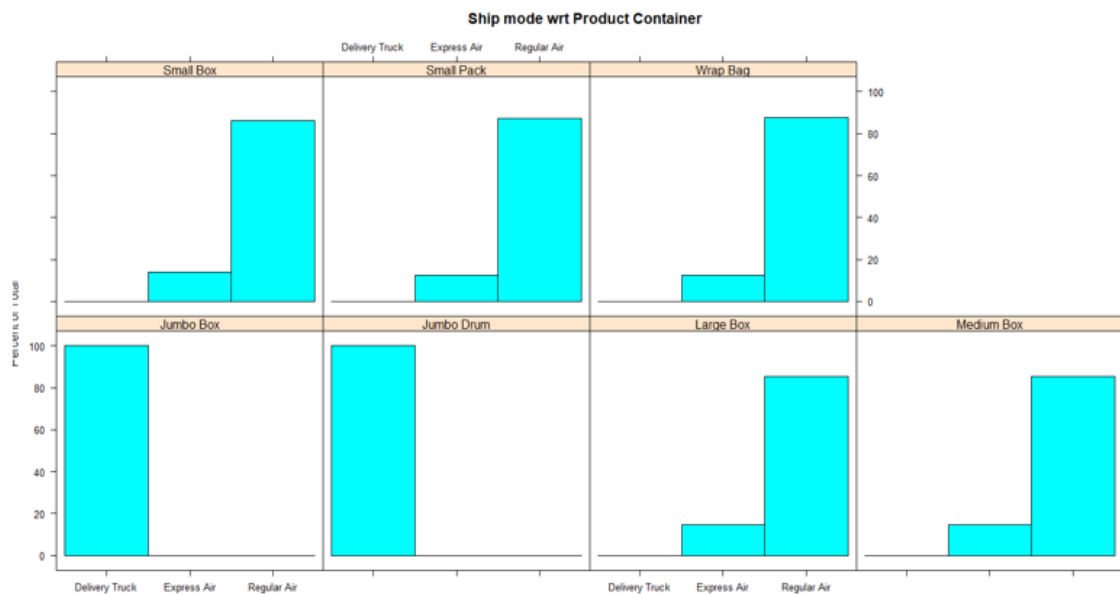 Ship mode wrt Product Container
Delivery Truck Express Air Regular Air
Small Box Small Pack Wrap Bag
100
80
60
40
20
0
Jumbo Box Jumbo Drum Large Box Medium Box
100
80
60
40
20
0
Delivery Truck Express Air Regular Air Delivery Truck Express Air Regular Air